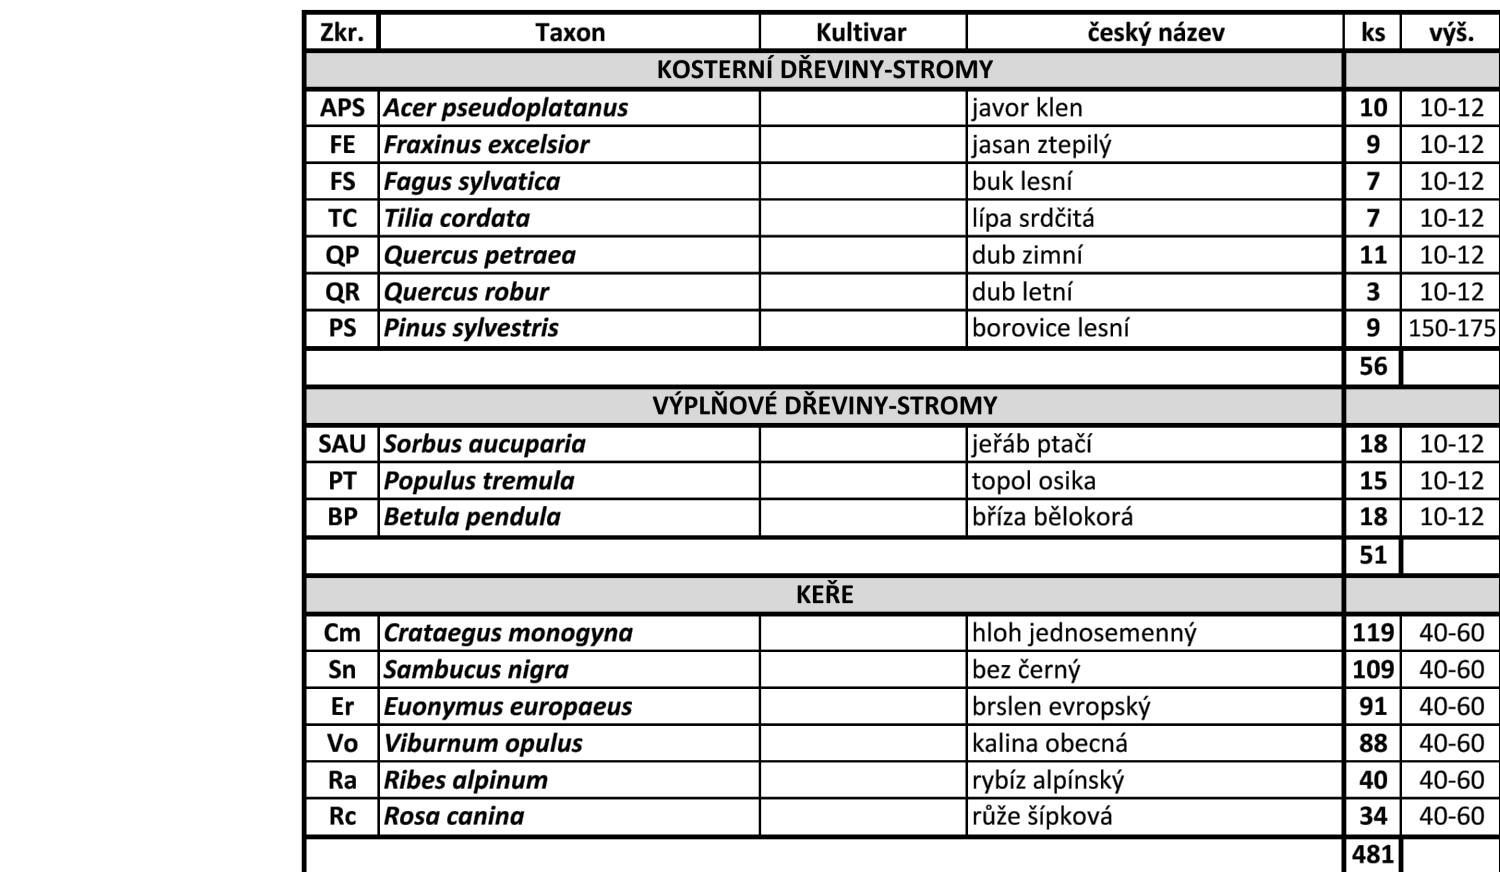 Zkr. Taxon Kultivar český název ks výš.
KOSTERNÍ DŘEVINY-STROMY
APS Acer pseudoplatanus javor klen 10 10-12
FE Fraxinus excelsior jasan ztepilý 9 10-12
FS Fagus sylvatica buk lesní 7 10-12
TC Tilia cordata lípa srdčitá 7 10-12
QP Quercus petraea dub zimní 11 10-12
QR Quercus robur dub letní 3 10-12
PS Pinus sylvestris borovice lesní 9 150-175
56
VÝPLŇOVÉ DŘEVINY-STROMY
SAU Sorbus aucuparia jeřáb ptačí 18 10-12
PT Populus tremula topol osika 15 10-12
BP Betula pendula bříza bělokorá 18 10-12
51
KEŘE
Cm Crataegus monogyna hloh jednosemenný 119 40-60
Sn Sambucus nigra bez černý 109 40-60
Er Euonymus europaeus brslen evropský 91 40-60
Vo Viburnum opulus kalina obecná 88 40-60
Ra Ribes alpinum rybíz alpínský 40 40-60
Rc Rosa canina růže šípková 34 40-60
481